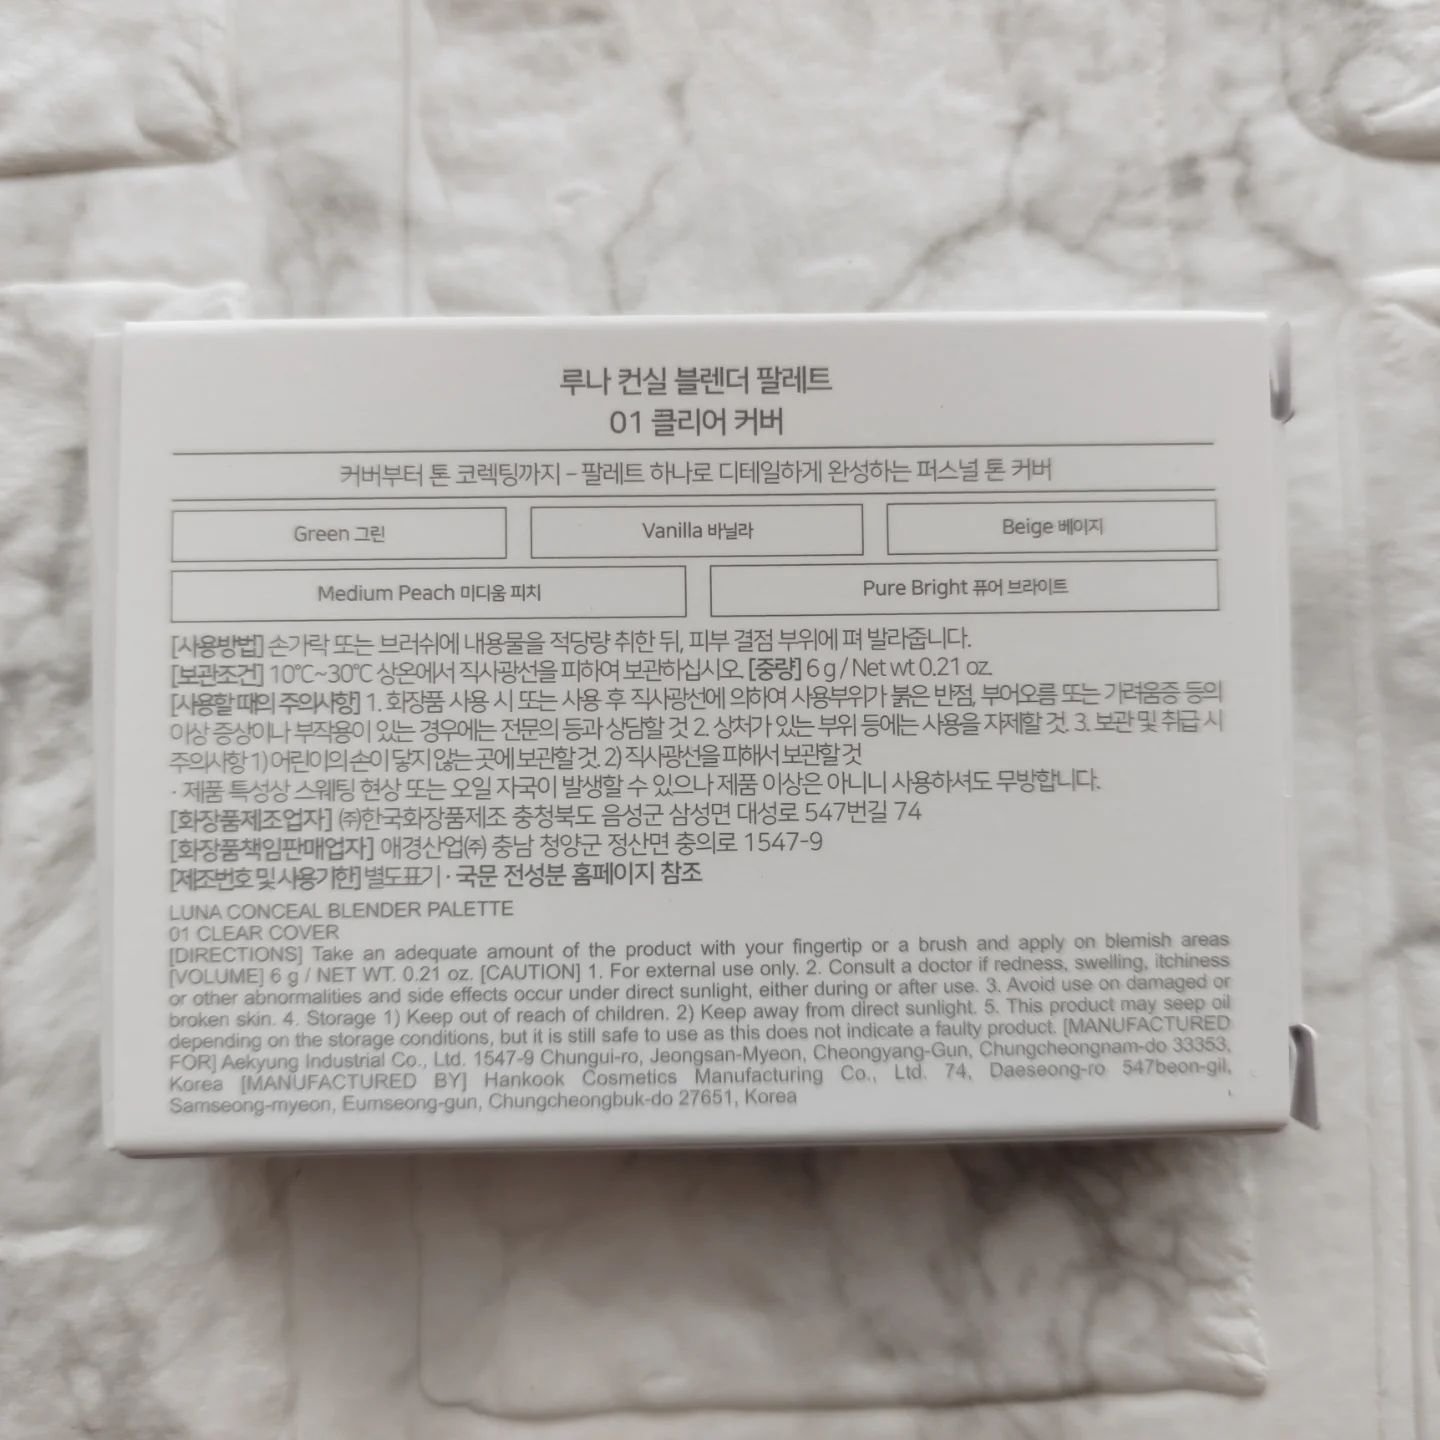 루나 컨실 블렌더 팔레트
01 클리어 커버
커버부터 톤 코렉팅까지 – 팔레트 하나로 디테일하게 완성하는 퍼스널 톤 커버
Green 그린
Vanilla 바닐라
Beige 베이지
Medium Peach 미디움 피치
Pure Bright 퓨어 브라이트
[사용방법] 손가락 또는 브러쉬에 내용물을 적당량 취한 뒤, 피부 결점 부위에 펴 발라줍니다.
[보관조건] 10℃~30℃ 상온에서 직사광선을 피하여 보관하십시오. [중량] 6 g / Net wt 0.21 oz.
[사용할 때의 주의사항] 1. 화장품 사용 시 또는 사용 후 직사광선에 의하여 사용부위가 붉은 반점, 부어오름 또는 가려움증 등의
이상 증상이나 부작용이 있는 경우에는 전문의 등과 상담할 것 2. 상처가 있는 부위 등에는 사용을 자제할 것. 3. 보관 및 취급 시
주의사항 1) 어린이의 손이 닿지 않는 곳에 보관할 것. 2) 직사광선을 피해서 보관할 것
· 제품 특성상 스웨팅 현상 또는 오일 자국이 발생할 수 있으나 제품 이상은 아니니 사용하셔도 무방합니다.
[화장품제조업자] ㈜한국화장품제조 충청북도 음성군 삼성면 대성로 547번길 74
[화장품책임판매업자] 애경산업㈜ 충남 청양군 정산면 충의로 1547-9
[제조번호 및 사용기한] 별도표기 · 국문 전성분 홈페이지 참조
LUNA CONCEAL BLENDER PALETTE
01 CLEAR COVER
[DIRECTIONS] Take an adequate amount of the product with your fingertip or a brush and apply on blemish areas
[VOLUME] 6 g / NET WT. 0.21 oz. [CAUTION] 1. For external use only. 2. Consult a doctor if redness, swelling, itchiness
or other abnormalities and side effects occur under direct sunlight, either during or after use. 3. Avoid use on damaged or
broken skin. 4. Storage 1) Keep out of reach of children. 2) Keep away from direct sunlight. 5. This product may seep oil
depending on the storage conditions, but it is still safe to use as this does not indicate a faulty product. [MANUFACTURED
FOR] Aekyung Industrial Co., Ltd. 1547-9 Chungui-ro, Jeongsan-Myeon, Cheongyang-Gun, Chungcheongnam-do 33353,
Korea [MANUFACTURED BY] Hankook Cosmetics Manufacturing Co., Ltd. 74, Daeseong-ro 547beon-gil,
Samseong-myeon, Eumseong-gun, Chungcheongbuk-do 27651, Korea